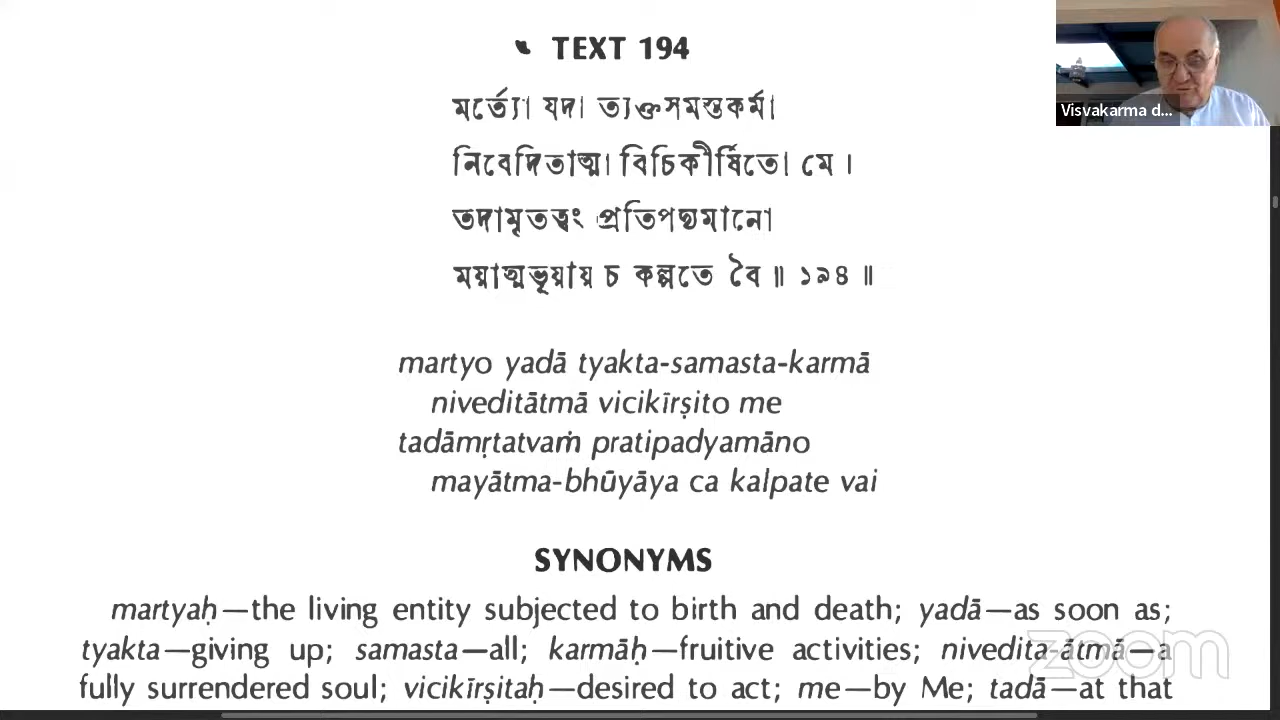 TEXT 194
মর্ত্যো যদা ত্যক্তসমস্তকর্মা
নিবেদিতাত্মা বিচিকীর্ষিতো মে ।
তদামৃতত্বং প্রতিপদ্যমানো
ময়াত্মভূয়ায় চ কল্পতে বৈ ॥ ১৯৪ ॥
martyo yadā tyakta-samasta-karmā
niveditātmā vicikīrṣito me
tadāmṛtatvaṁ pratipadyamāno
mayātma-bhūyāya ca kalpate vai
SYNONYMS
martyaḥ—the living entity subjected to birth and death; yadā—as soon as;
tyakta—giving up; samasta—all; karmāḥ—fruitive activities; nivedita-ātmā—a
fully surrendered soul; vicikīrṣitaḥ—desired to act; me—by Me; tadā—at that
Visvakarma d...
zoom